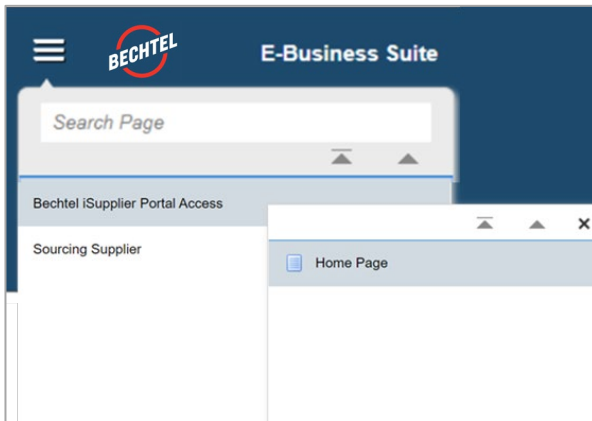 BECHTEL
E-Business Suite
Search Page
Bechtel iSupplier Portal Access
Sourcing Supplier
Home Page